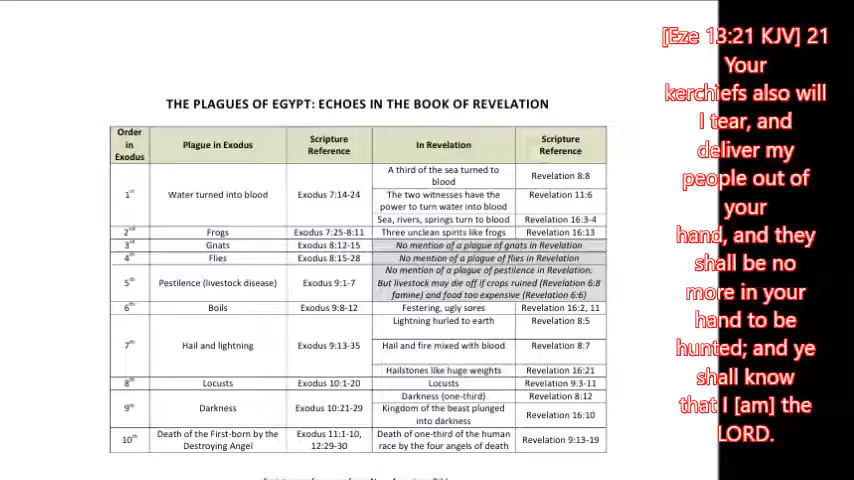 THE PLAGUES OF EGYPT: ECHOES IN THE BOOK OF REVELATION
Order in Exodus | Plague in Exodus | Scripture Reference | In Revelation | Scripture Reference
1st | Water turned into blood | Exodus 7:14-24 | A third of the sea turned to blood | Revelation 8:8
The two witnesses have the power to turn water into blood | Revelation 11:6
Sea, rivers, springs turn to blood | Revelation 16:3-4
2nd | Frogs | Exodus 7:25-8:11 | Three unclean spirits like frogs | Revelation 16:13
3rd | Gnats | Exodus 8:12-15 | No mention of a plague of gnats in Revelation
4th | Flies | Exodus 8:15-28 | No mention of a plague of flies in Revelation
5th | Pestilence (livestock disease) | Exodus 9:1-7 | No mention of a plague of pestilence in Revelation: But livestock may die off if crops ruined (Revelation 6:8 famine) and food too expensive (Revelation 6:6)
6th | Boils | Exodus 9:8-12 | Festering, ugly sores | Revelation 16:2, 11
7th | Hail and lightning | Exodus 9:13-35 | Lightning hurled to earth | Revelation 8:5
Hail and fire mixed with blood | Revelation 8:7
Hailstones like huge weights | Revelation 16:21
8th | Locusts | Exodus 10:1-20 | Locusts | Revelation 9:3-11
9th | Darkness | Exodus 10:21-29 | Darkness (one-third) | Revelation 8:12
Kingdom of the beast plunged into darkness | Revelation 16:10
10th | Death of the First-born by the Destroying Angel | Exodus 11:1-10, 12:29-30 | Death of one-third of the human race by the four angels of death | Revelation 9:13-19
[Eze 13:21 KJV] 21
Your
kerchiefs also will
I tear, and
deliver my
people out of
your
hand, and they
shall be no
more in your
hand to be
hunted; and ye
shall know
that I [am] the
LORD.